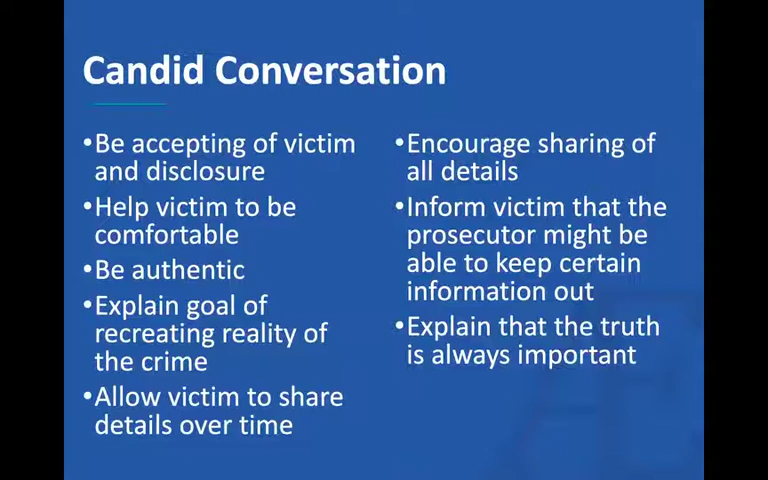 Candid Conversation
•Be accepting of victim
and disclosure
•Help victim to be
comfortable
•Be authentic
•Explain goal of
recreating reality of
the crime
•Allow victim to share
details over time
•Encourage sharing of
all details
•Inform victim that the
prosecutor might be
able to keep certain
information out
•Explain that the truth
is always important